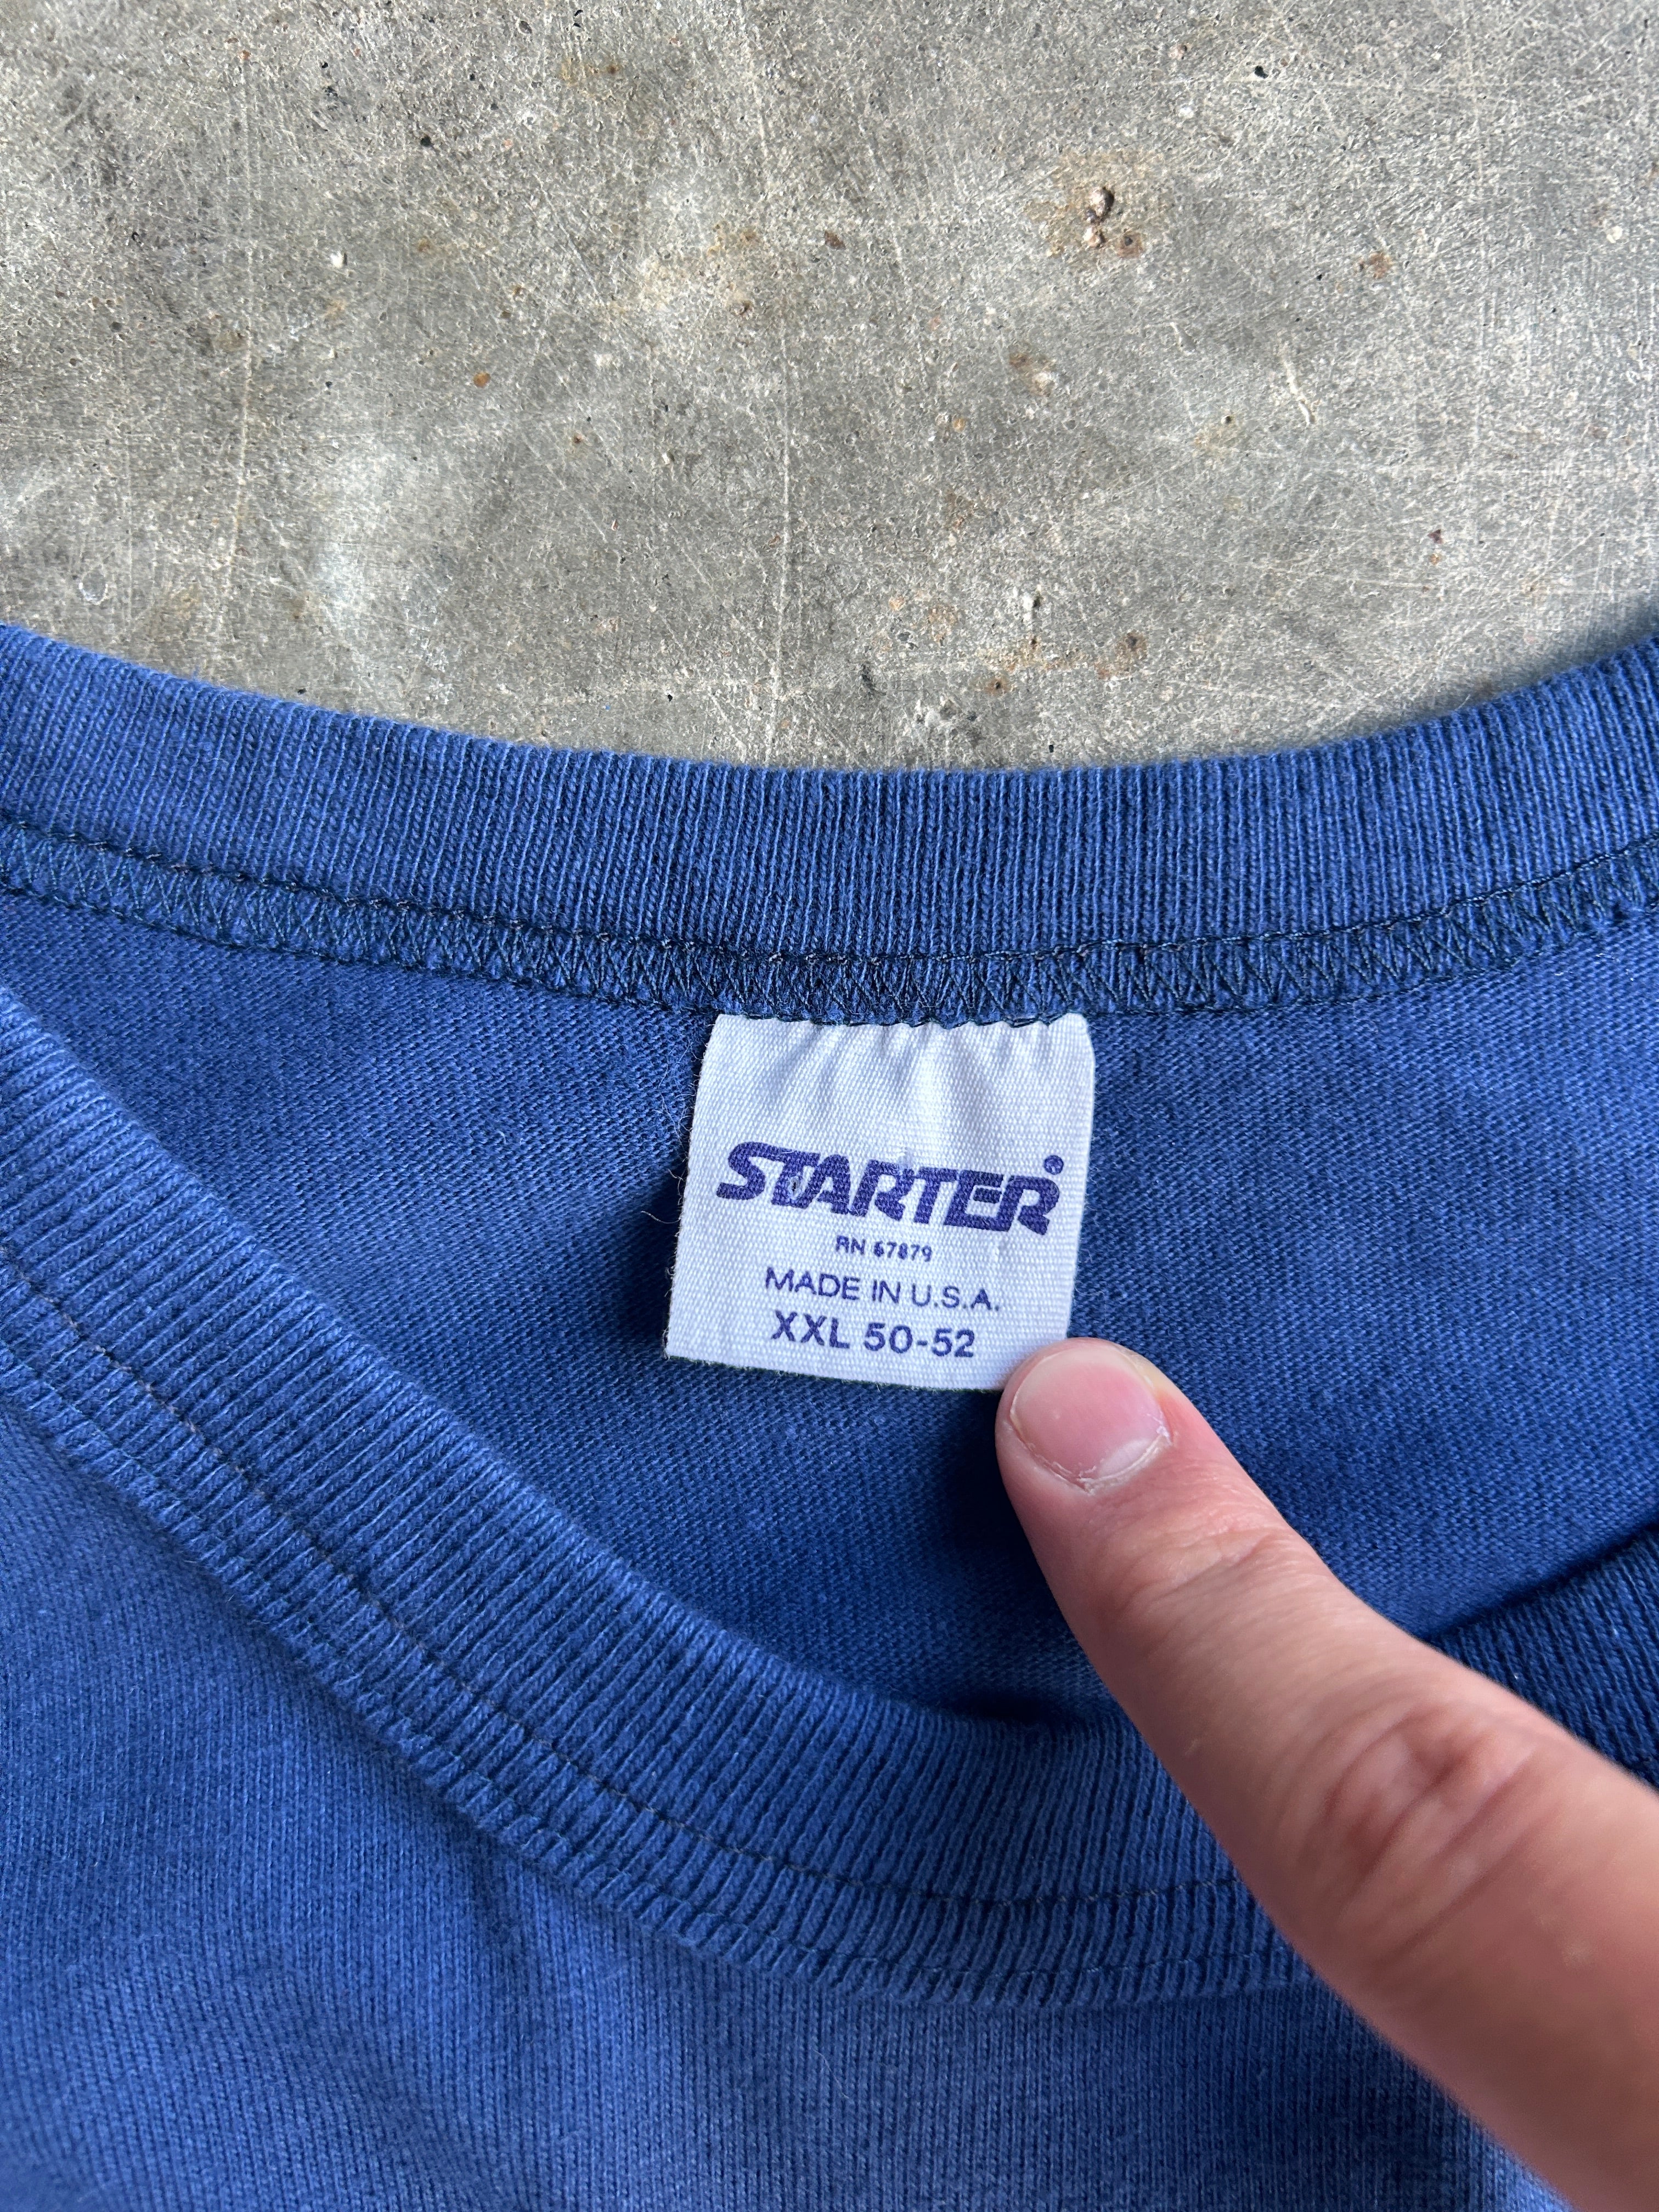 STARTER
RN 67879
MADE IN U.S.A.
XXL 50-52